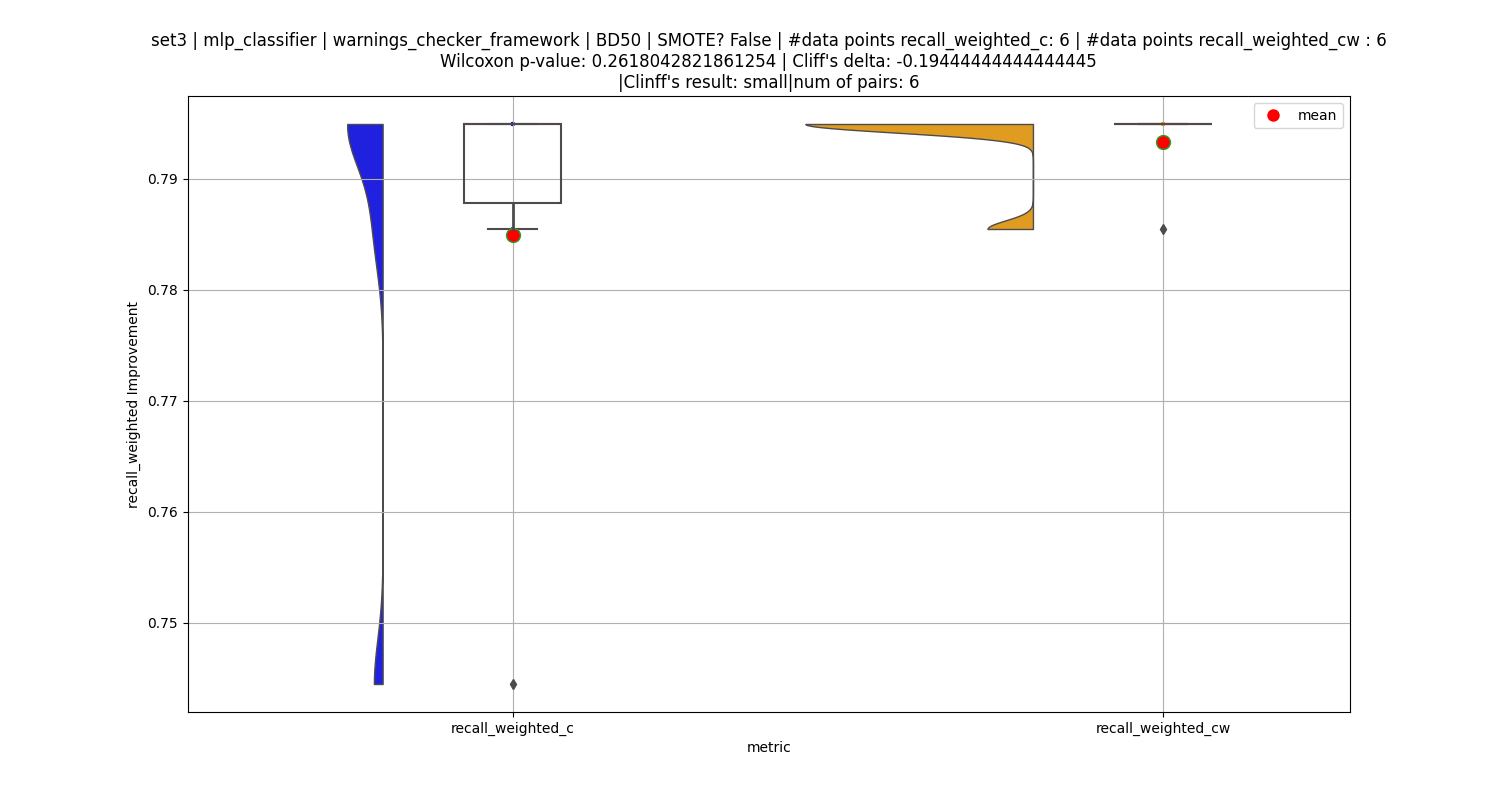 set3 | mlp_classifier | warnings_checker_framework | BD50 | SMOTE? False | #data points recall_weighted_c: 6 | #data points recall_weighted_cw : 6
Wilcoxon p-value: 0.2618042821861254 | Cliff's delta: -0.19444444444444445
|Clinff's result: small|num of pairs: 6
mean
0.79
0.78
0.77
0.76
0.75
recall_weighted Improvement
recall_weighted_c
recall_weighted_cw
metric